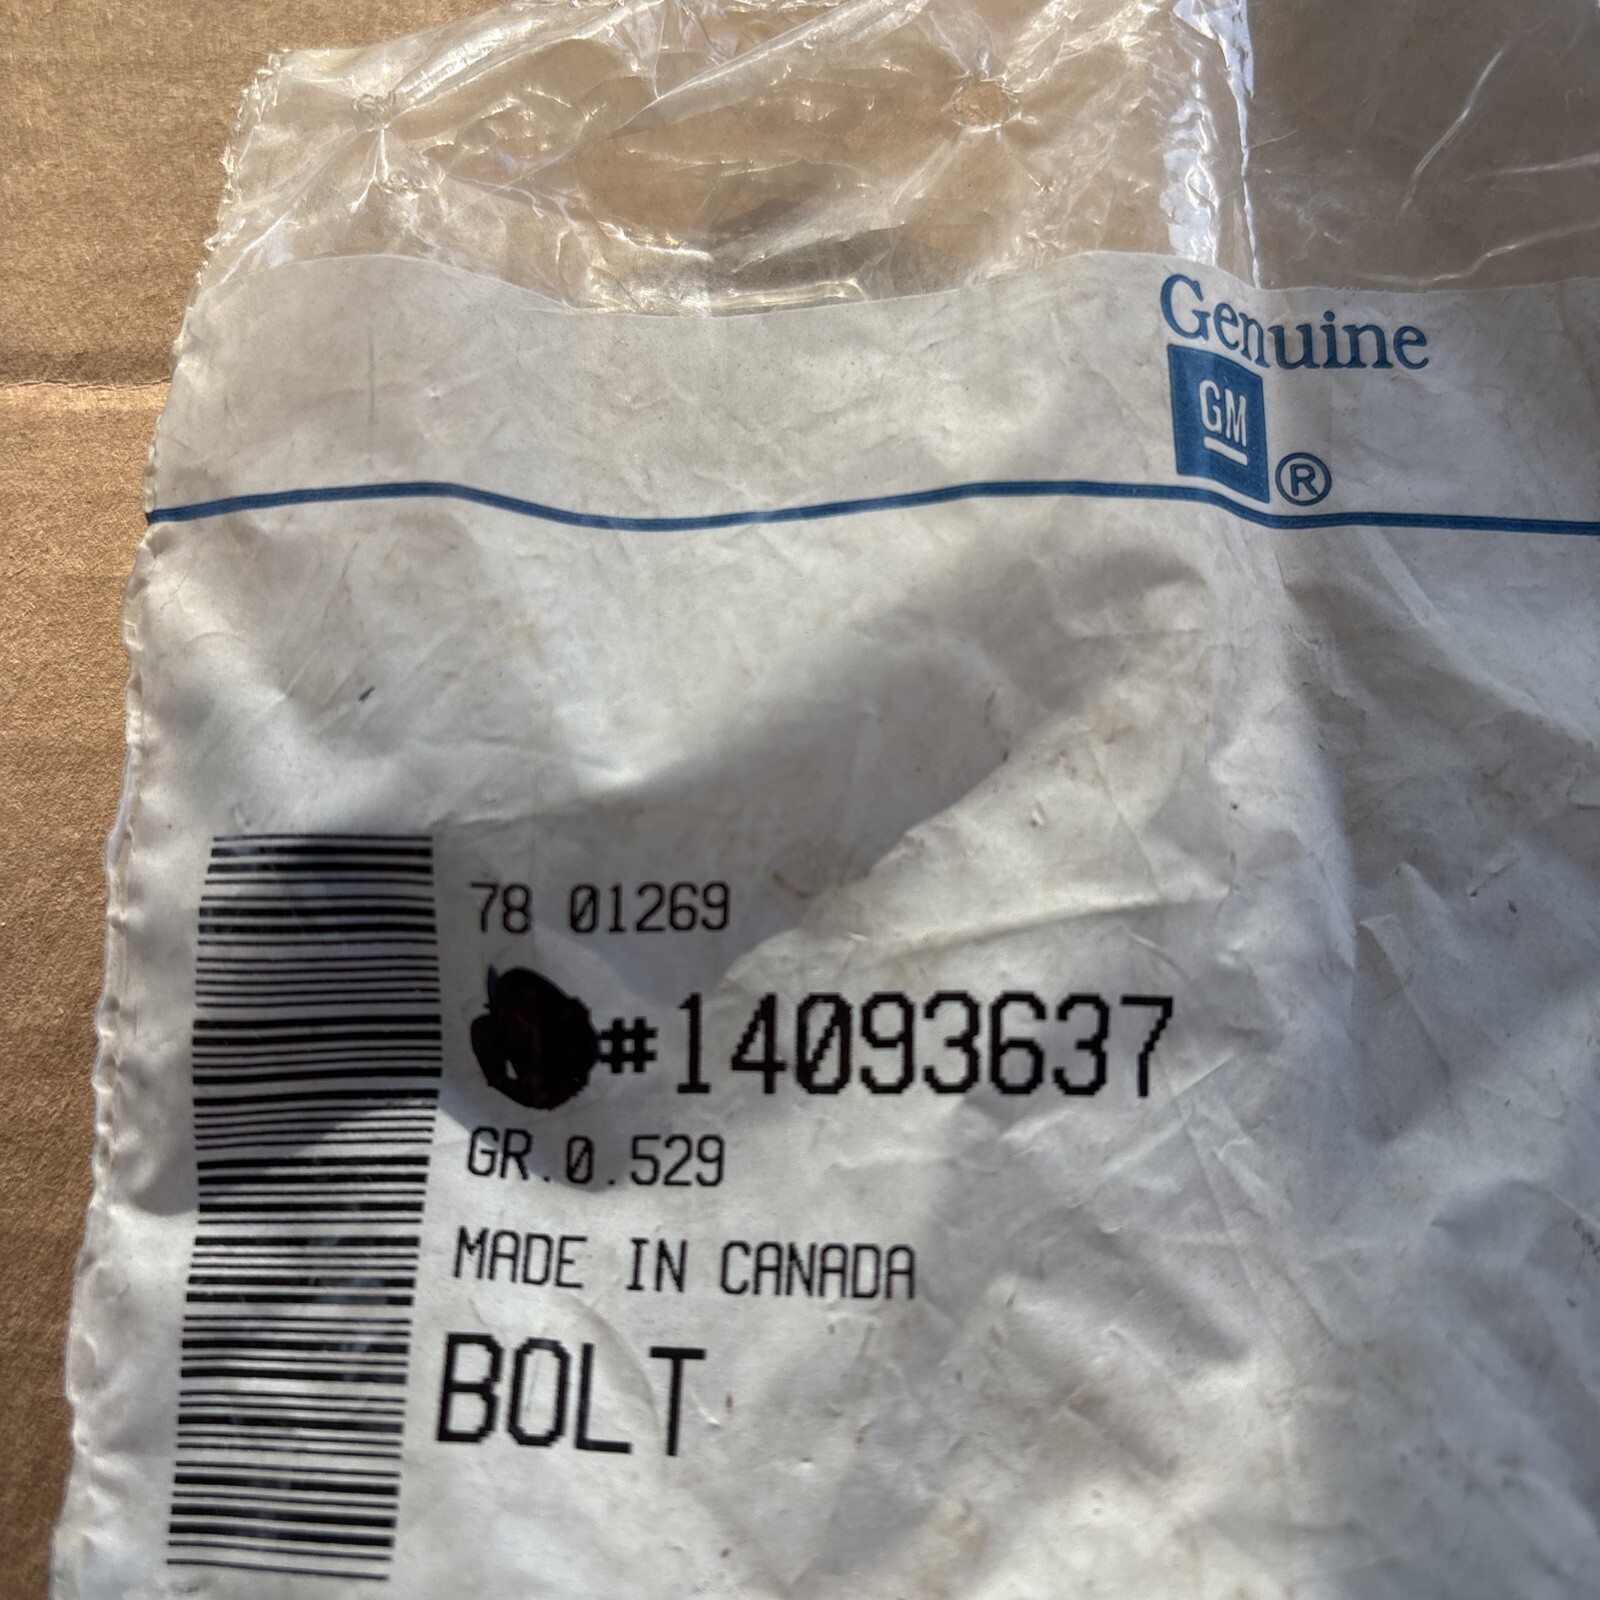 Genuine
GM
®
78 01269
#14093637
GR.0.529
MADE IN CANADA
BOLT